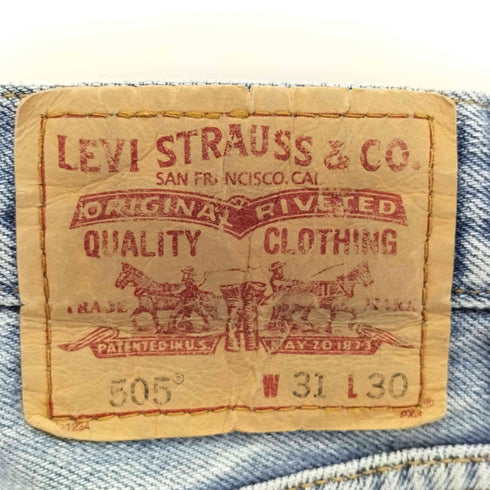 LEVI STRAUSS & CO.
SAN FRANCISCO, CAL
ORIGINAL RIVETED
QUALITY CLOTHING
TRADE MARK
PATENTED IN U.S. MAY 20 1873
505® W 31 L 30